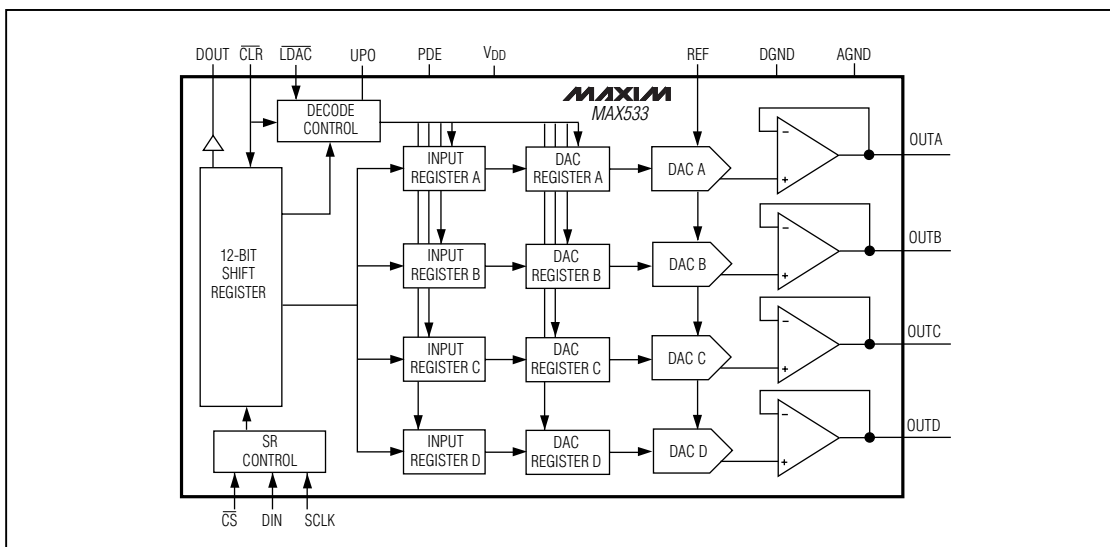 DOUT CLR LDAC UPO PDE VDD REF DGND AGND
MAXIM
MAX533
DECODE
CONTROL
12-BIT
SHIFT
REGISTER
SR
CONTROL
CS DIN SCLK
INPUT
REGISTER A
DAC
REGISTER A
DAC A
- 
+
OUTA
INPUT
REGISTER B
DAC
REGISTER B
DAC B
-
+
OUTB
INPUT
REGISTER C
DAC
REGISTER C
DAC C
-
+
OUTC
INPUT
REGISTER D
DAC
REGISTER D
DAC D
-
+
OUTD